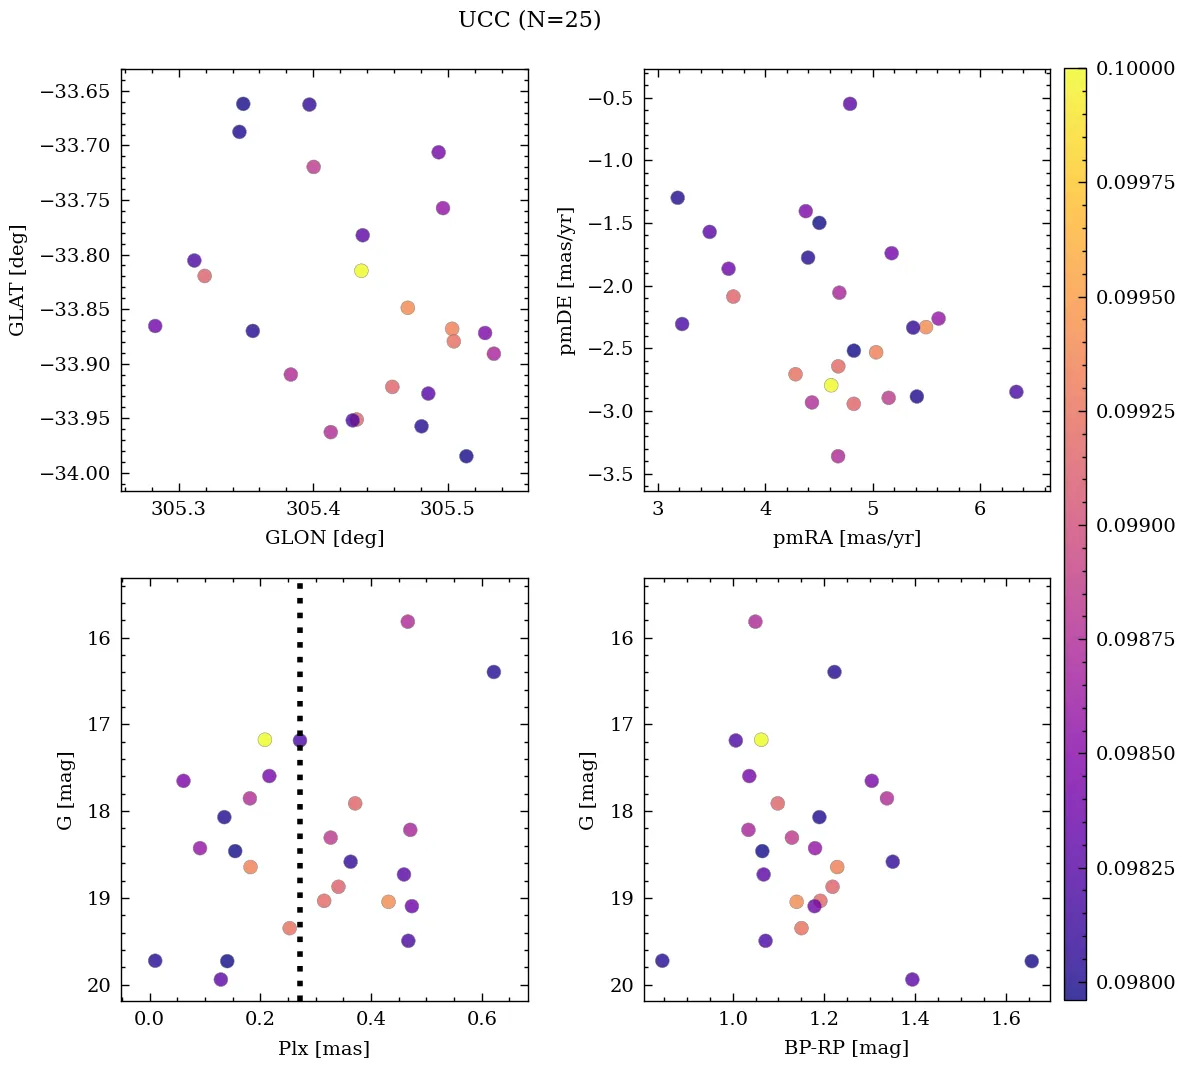 UCC (N=25)
−33.65
−33.70
−33.75
−33.80
−33.85
−33.90
−33.95
−34.00
GLAT [deg]
305.3 305.4 305.5
GLON [deg]
−0.5
−1.0
−1.5
−2.0
−2.5
−3.0
−3.5
pmDE [mas/yr]
3 4 5 6
pmRA [mas/yr]
0.10000
0.09975
0.09950
0.09925
0.09900
0.09875
0.09850
0.09825
0.09800
16
17
18
19
20
G [mag]
0.0 0.2 0.4 0.6
Plx [mas]
16
17
18
19
20
G [mag]
1.0 1.2 1.4 1.6
BP-RP [mag]